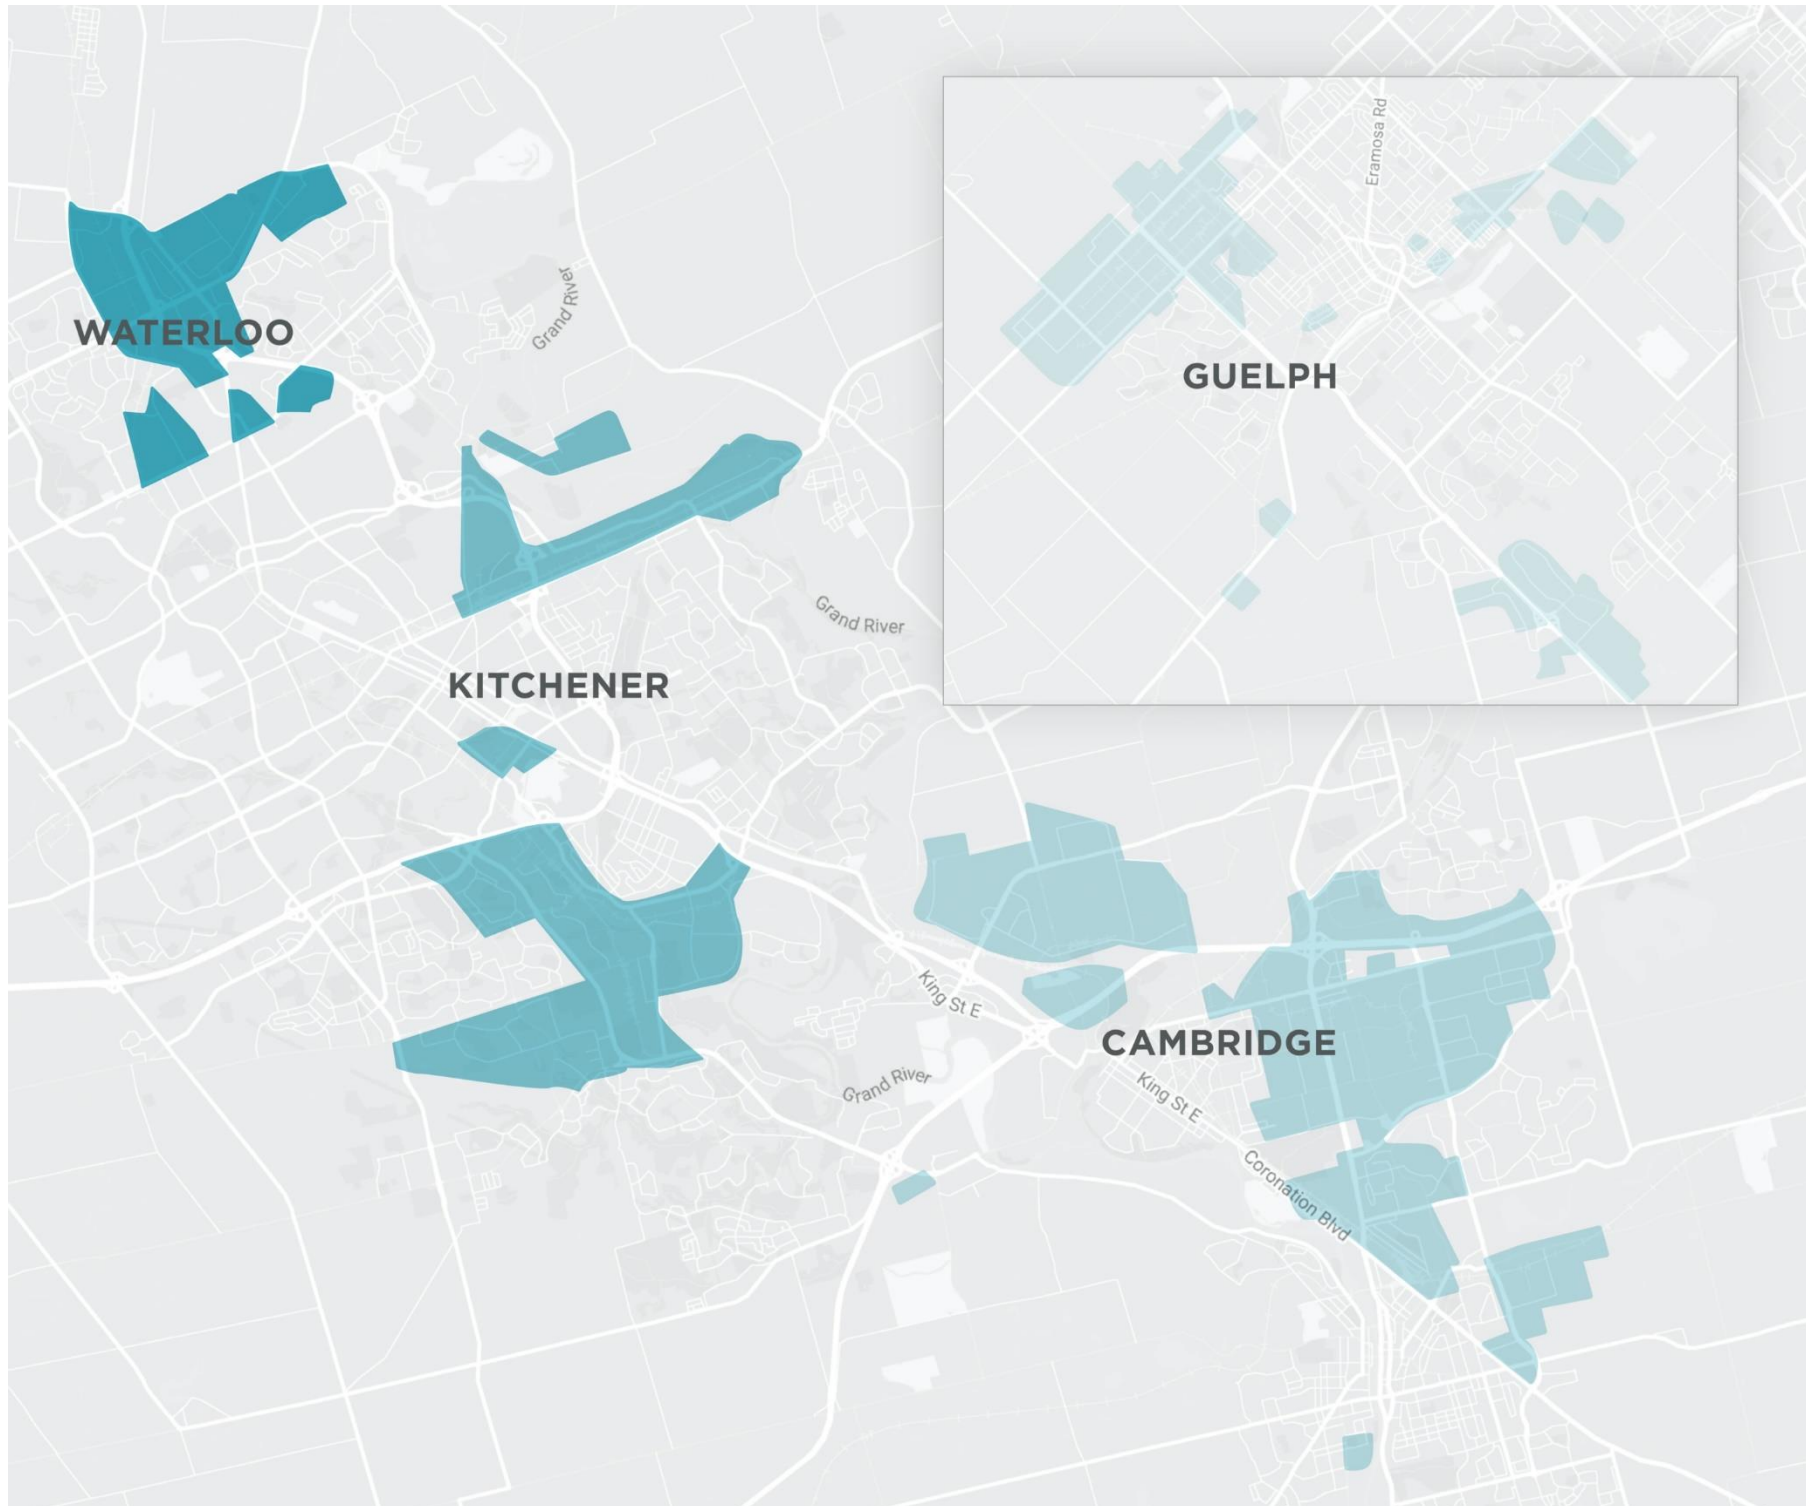 Eramosa Rd
Grand River
WATERLOO
GUELPH
Grand River
KITCHENER
King St E
CAMBRIDGE
Grand River
King St E
Coronation Blvd